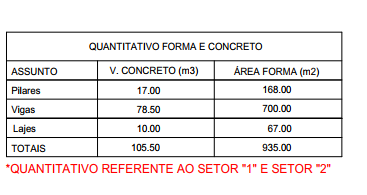 QUANTITATIVO FORMA E CONCRETO
ASSUNTO V. CONCRETO (m3) ÁREA FORMA (m2)
Pilares 17.00 168.00
Vigas 78.50 700.00
Lajes 10.00 67.00
TOTAIS 105.50 935.00
*QUANTITATIVO REFERENTE AO SETOR "1" E SETOR "2"